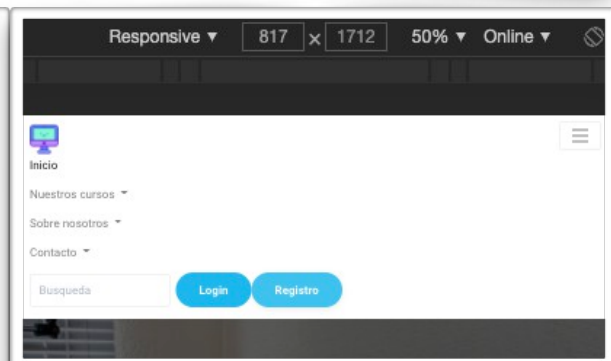 Responsive ▼ 817 × 1712 50% ▼ Online ▼
Inicio
Nuestros cursos
Sobre nosotros
Contacto
Busqueda Login Registro